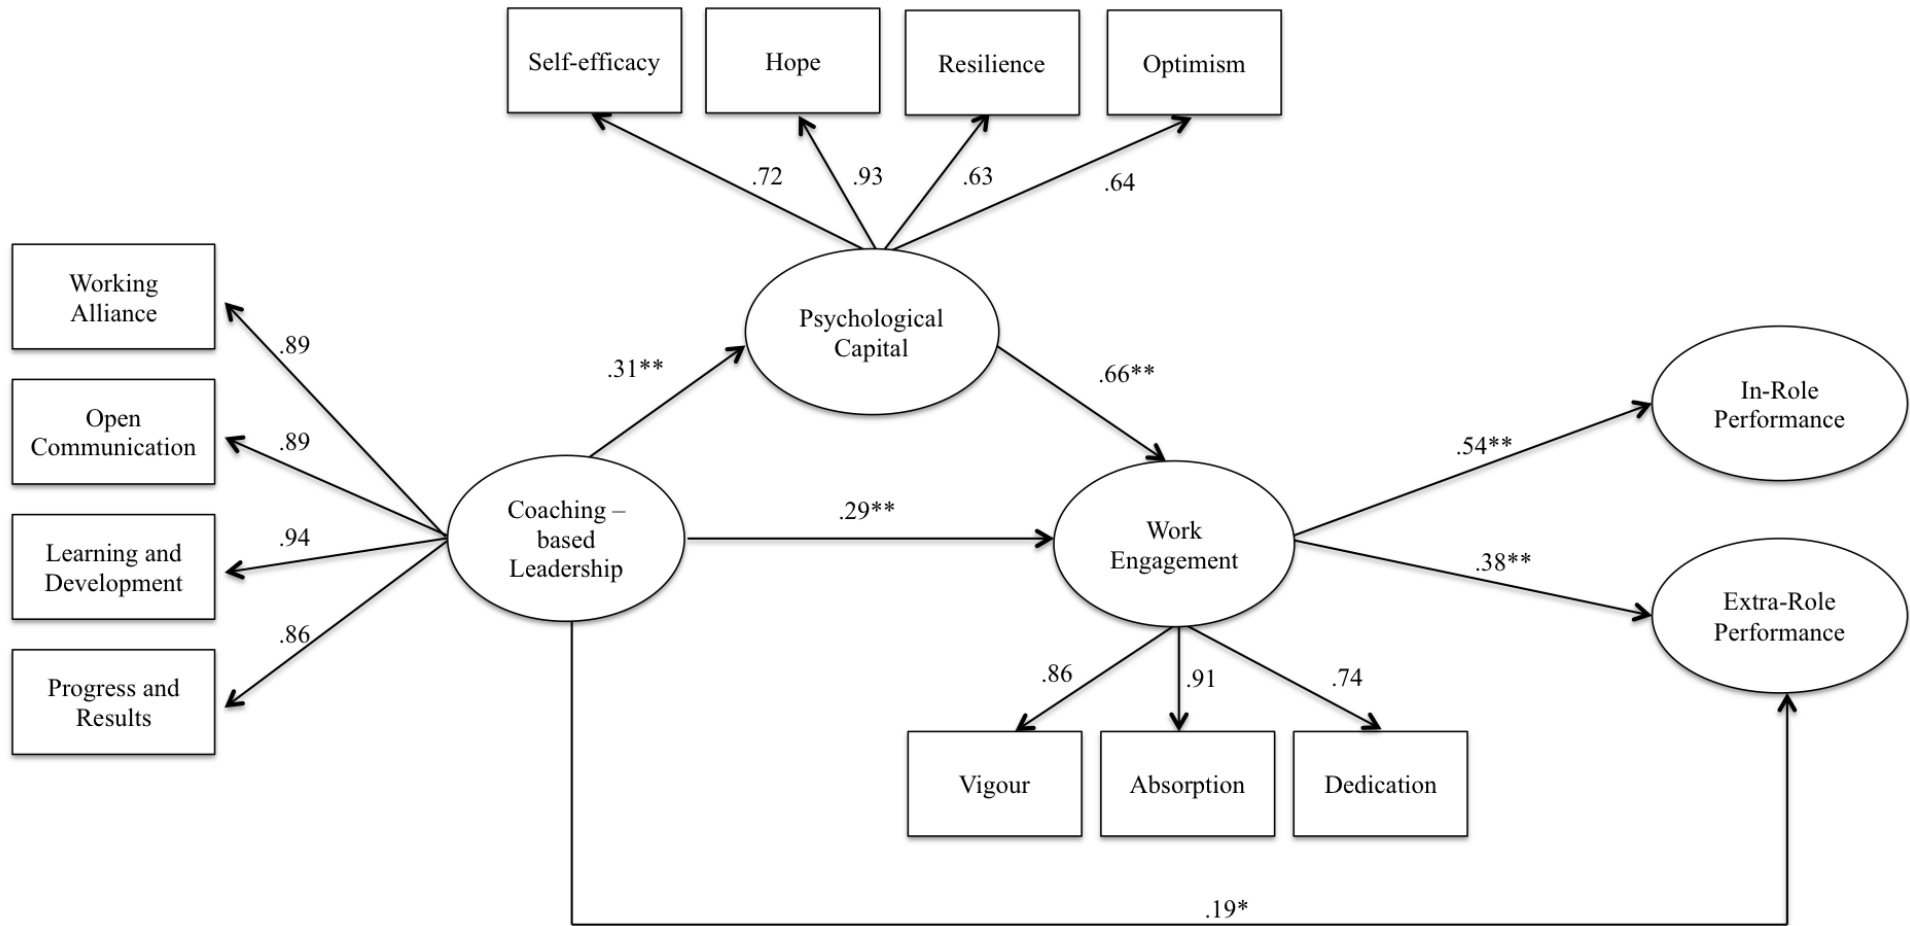 Self-efficacy
Hope
Resilience
Optimism
.72
.93
.63
.64
Working
Alliance
Open
Communication
Learning and
Development
Progress and
Results
.89
.89
.94
.86
Coaching –
based
Leadership
.31**
Psychological
Capital
.66**
.29**
Work
Engagement
.54**
.38**
In-Role
Performance
Extra-Role
Performance
.86
.91
.74
Vigour
Absorption
Dedication
.19*